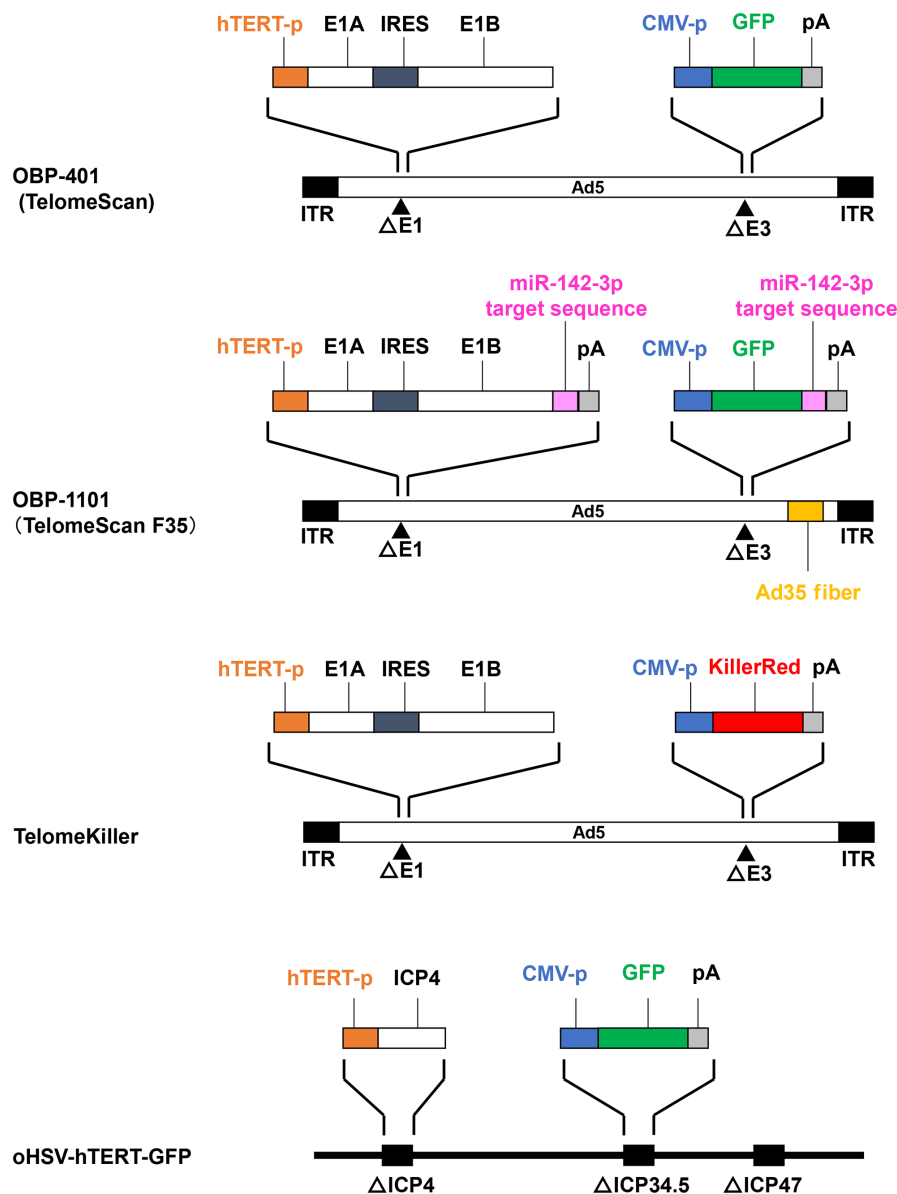 hTERT-p E1A IRES E1B CMV-p GFP pA
OBP-401
(TelomeScan)
Ad5
ITR △E1 △E3 ITR
miR-142-3p
target sequence
miR-142-3p
target sequence
hTERT-p E1A IRES E1B pA CMV-p GFP pA
OBP-1101
（TelomeScan F35）
Ad5
ITR △E1 △E3 ITR
Ad35 fiber
hTERT-p E1A IRES E1B CMV-p KillerRed pA
TelomeKiller
Ad5
ITR △E1 △E3 ITR
hTERT-p ICP4 CMV-p GFP pA
oHSV-hTERT-GFP
△ICP4 △ICP34.5 △ICP47